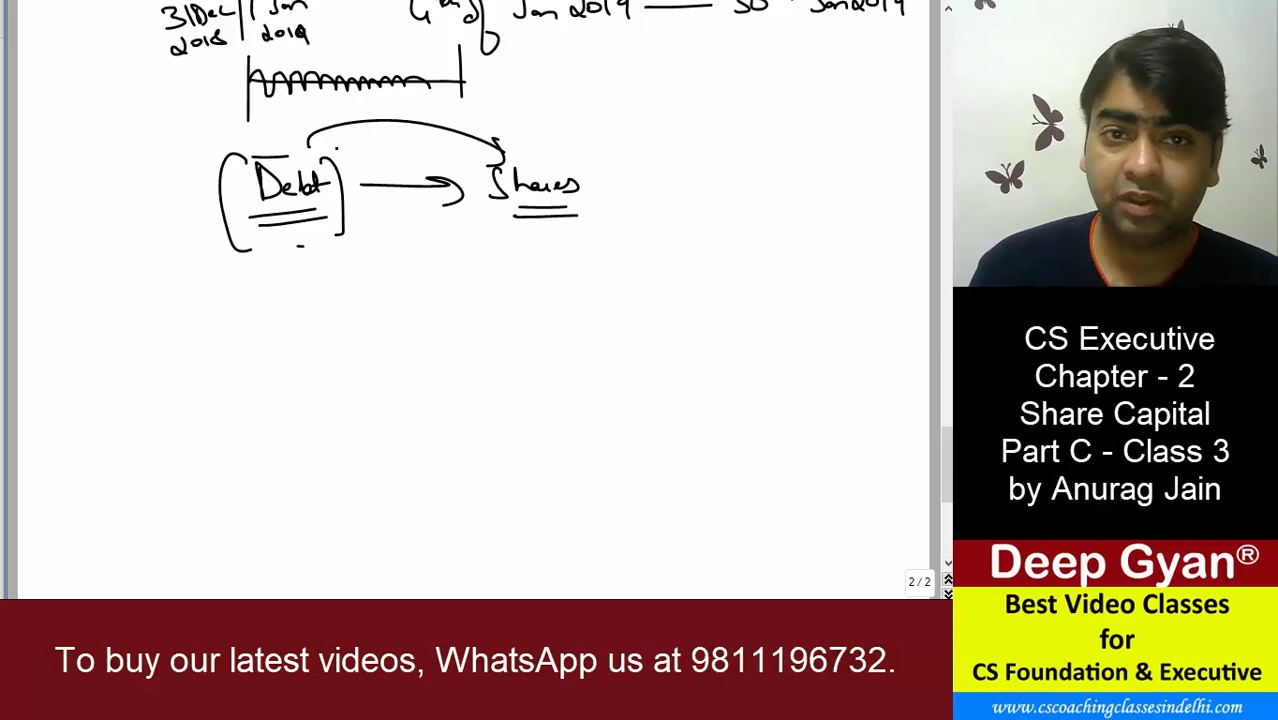 31 Dec
2018
Jan
2019
Jan 2019 — 30 Jan 2019
(Debt) → Shares
CS Executive
Chapter - 2
Share Capital
Part C - Class 3
by Anurag Jain
Deep Gyan®
Best Video Classes
for
CS Foundation & Executive
www.cscoachingclassesindelhi.com
2 / 2
To buy our latest videos, WhatsApp us at 9811196732.